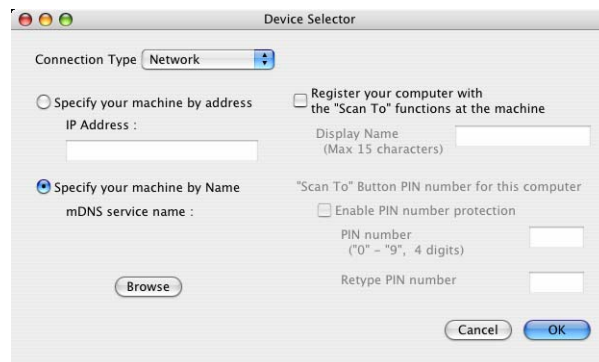 Device Selector
Connection Type Network
Specify your machine by address
IP Address :
Specify your machine by Name
mDNS service name :
Browse
Register your computer with
the "Scan To" functions at the machine
Display Name
(Max 15 characters)
"Scan To" Button PIN number for this computer
Enable PIN number protection
PIN number
("0" - "9", 4 digits)
Retype PIN number
Cancel OK